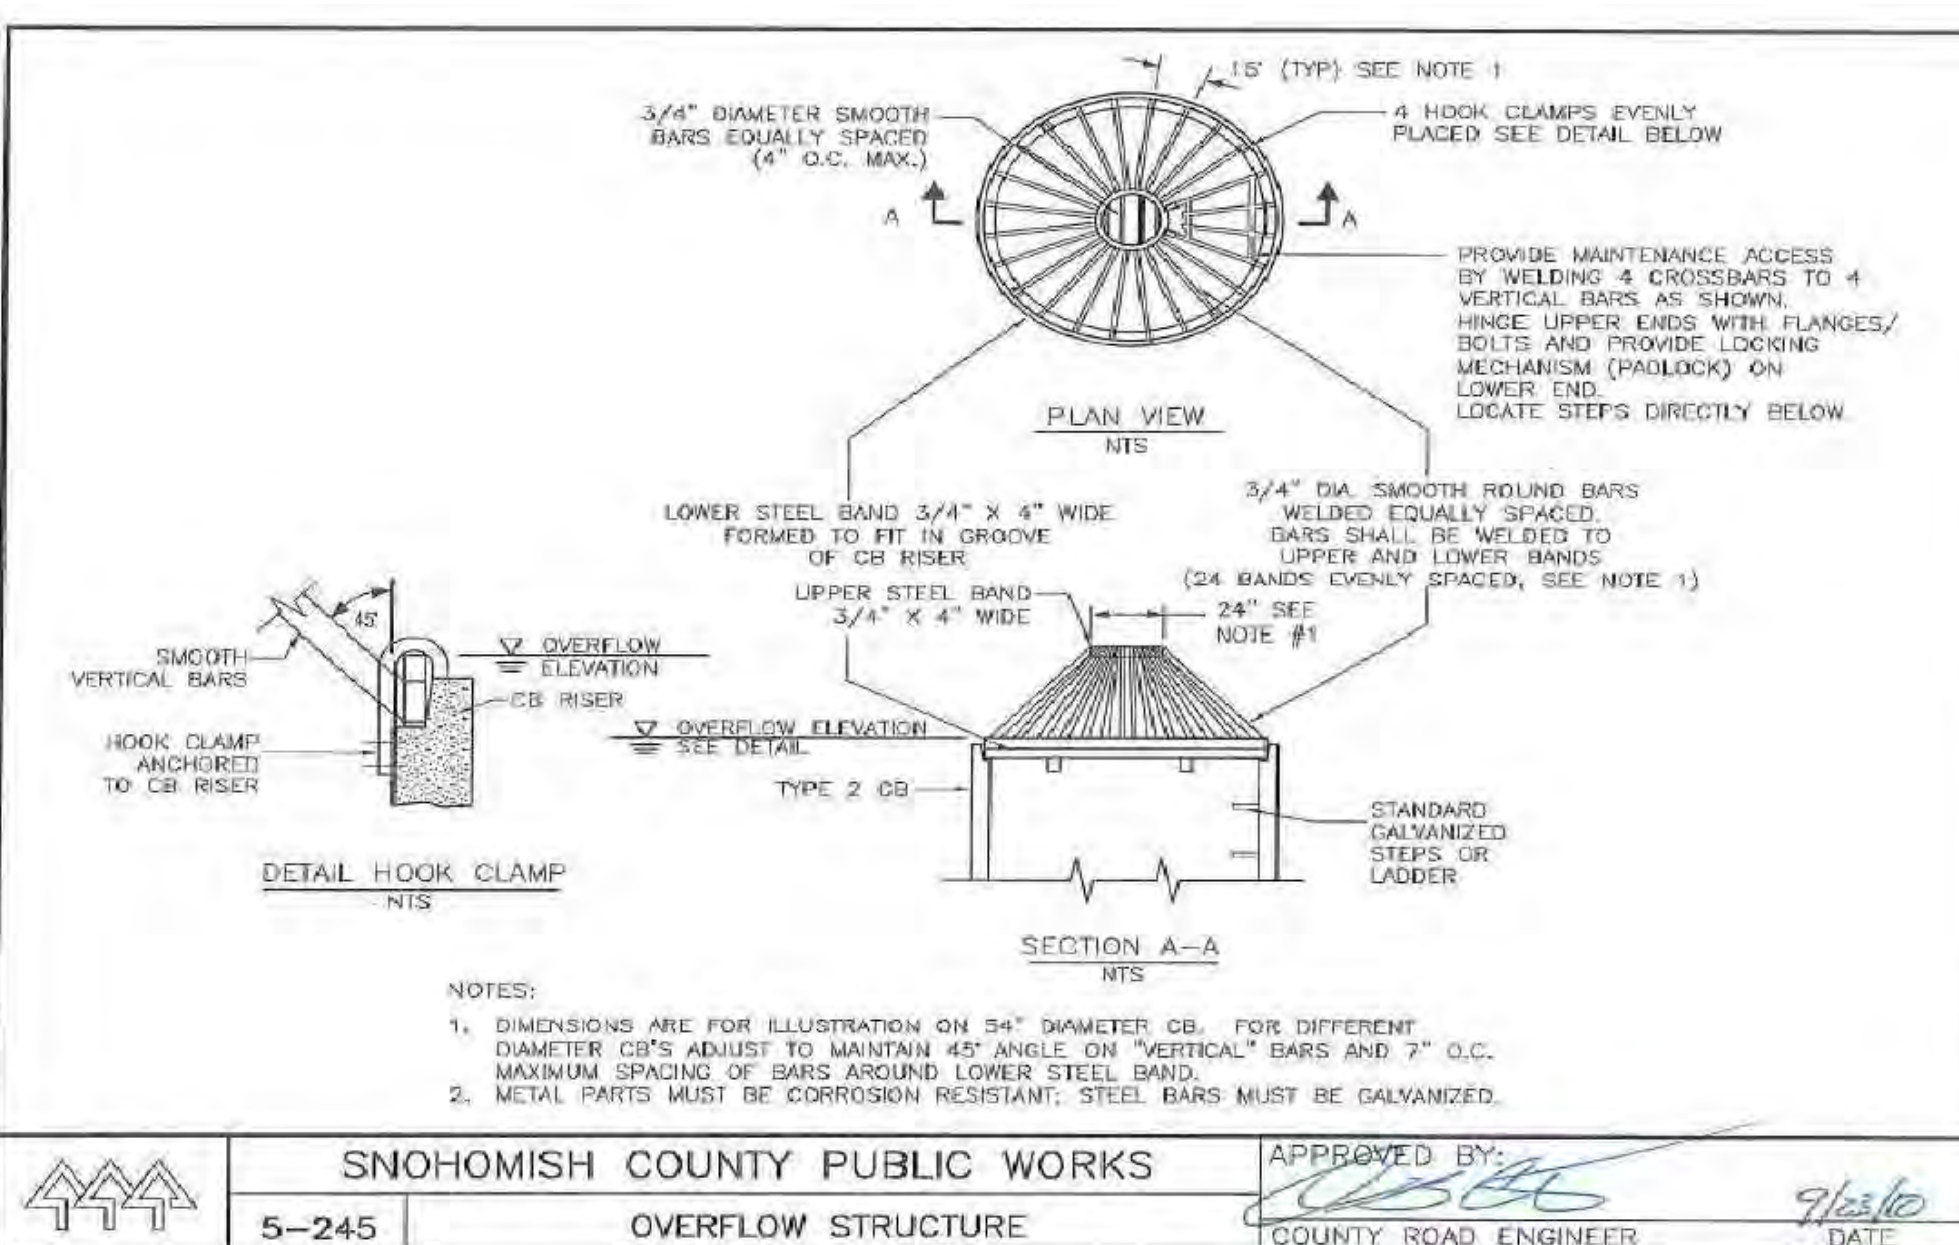 15° (TYP) SEE NOTE 1
3/4" DIAMETER SMOOTH
BARS EQUALLY SPACED
(4" O.C. MAX.)
4 HOOK CLAMPS EVENLY
PLACED SEE DETAIL BELOW
A
A
PROVIDE MAINTENANCE ACCESS
BY WELDING 4 CROSSBARS TO 4
VERTICAL BARS AS SHOWN.
HINGE UPPER ENDS WITH FLANGES/
BOLTS AND PROVIDE LOCKING
MECHANISM (PADLOCK) ON
LOWER END.
LOCATE STEPS DIRECTLY BELOW
PLAN VIEW
NTS
LOWER STEEL BAND 3/4" X 4" WIDE
FORMED TO FIT IN GROOVE
OF CB RISER
3/4" DIA. SMOOTH ROUND BARS
WELDED EQUALLY SPACED.
BARS SHALL BE WELDED TO
UPPER AND LOWER BANDS
(24 BANDS EVENLY SPACED, SEE NOTE 1)
UPPER STEEL BAND
3/4" X 4" WIDE
24" SEE
NOTE #1
45°
SMOOTH
VERTICAL BARS
OVERFLOW
ELEVATION
CB RISER
HOOK CLAMP
ANCHORED
TO CB RISER
OVERFLOW ELEVATION
SEE DETAIL
TYPE 2 CB
STANDARD
GALVANIZED
STEPS OR
LADDER
DETAIL HOOK CLAMP
NTS
SECTION A-A
NTS
NOTES:
1. DIMENSIONS ARE FOR ILLUSTRATION ON 54" DIAMETER CB. FOR DIFFERENT
DIAMETER CB'S ADJUST TO MAINTAIN 45° ANGLE ON "VERTICAL" BARS AND 7" O.C.
MAXIMUM SPACING OF BARS AROUND LOWER STEEL BAND.
2. METAL PARTS MUST BE CORROSION RESISTANT; STEEL BARS MUST BE GALVANIZED.
SNOHOMISH COUNTY PUBLIC WORKS
5-245
OVERFLOW STRUCTURE
APPROVED BY:
9/23/10
COUNTY ROAD ENGINEER
DATE